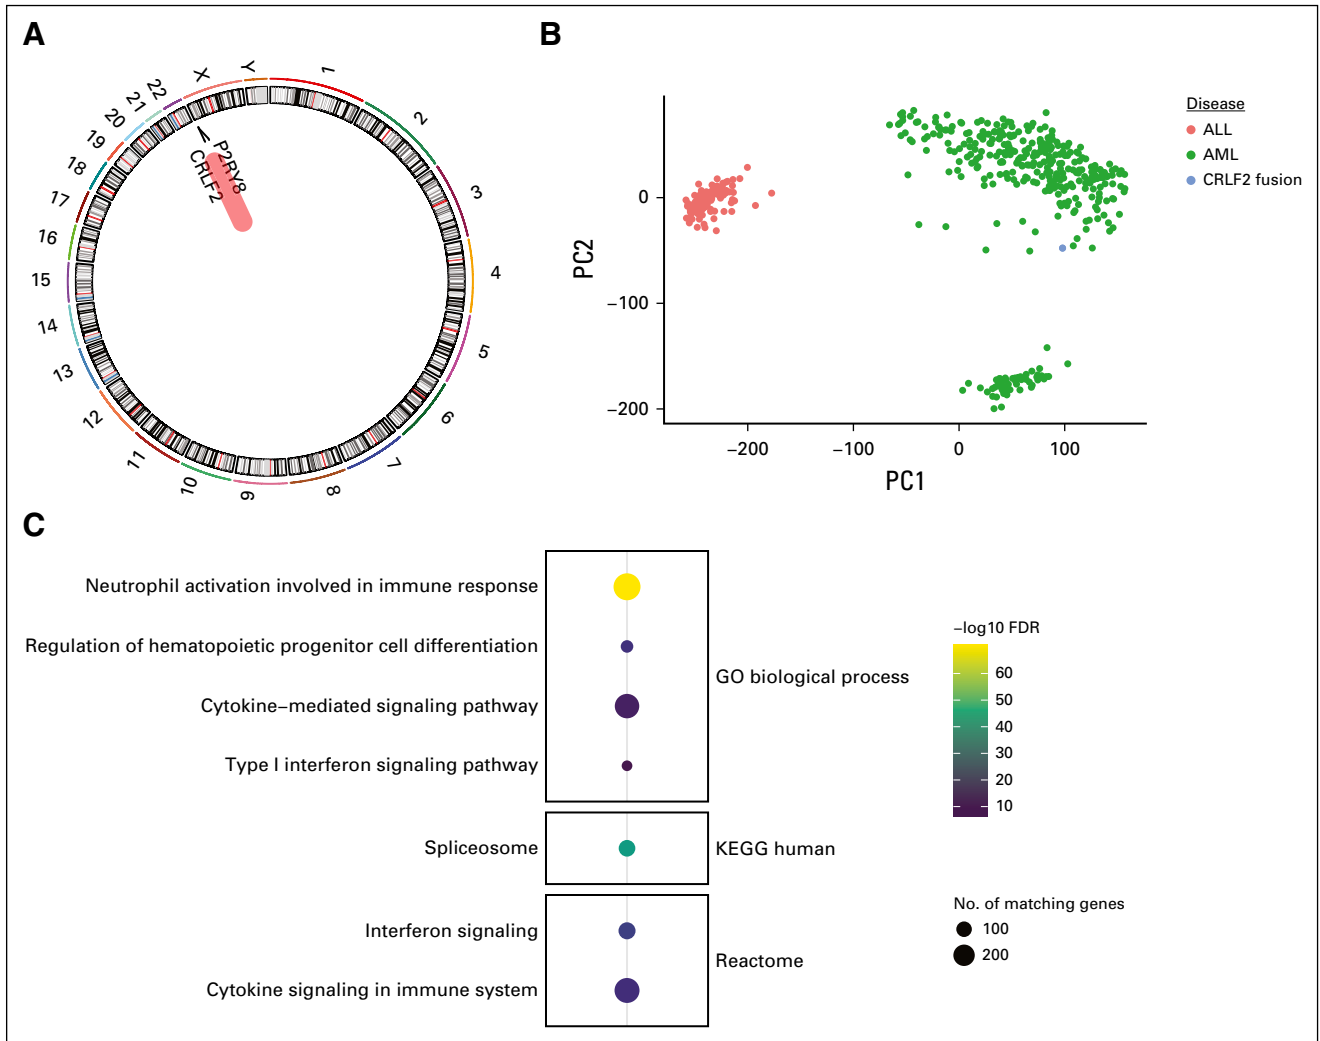 A
1
2
3
4
5
6
7
8
9
10
11
12
13
14
15
16
17
18
19
20
21
22
X
Y
P2RY8
CRLF2
B
PC2
0
−100
−200
−200
−100
0
100
PC1
Disease
ALL
AML
CRLF2 fusion
C
Neutrophil activation involved in immune response
Regulation of hematopoietic progenitor cell differentiation
Cytokine−mediated signaling pathway
Type I interferon signaling pathway
GO biological process
Spliceosome
KEGG human
Interferon signaling
Cytokine signaling in immune system
Reactome
−log10 FDR
60
50
40
30
20
10
No. of matching genes
100
200